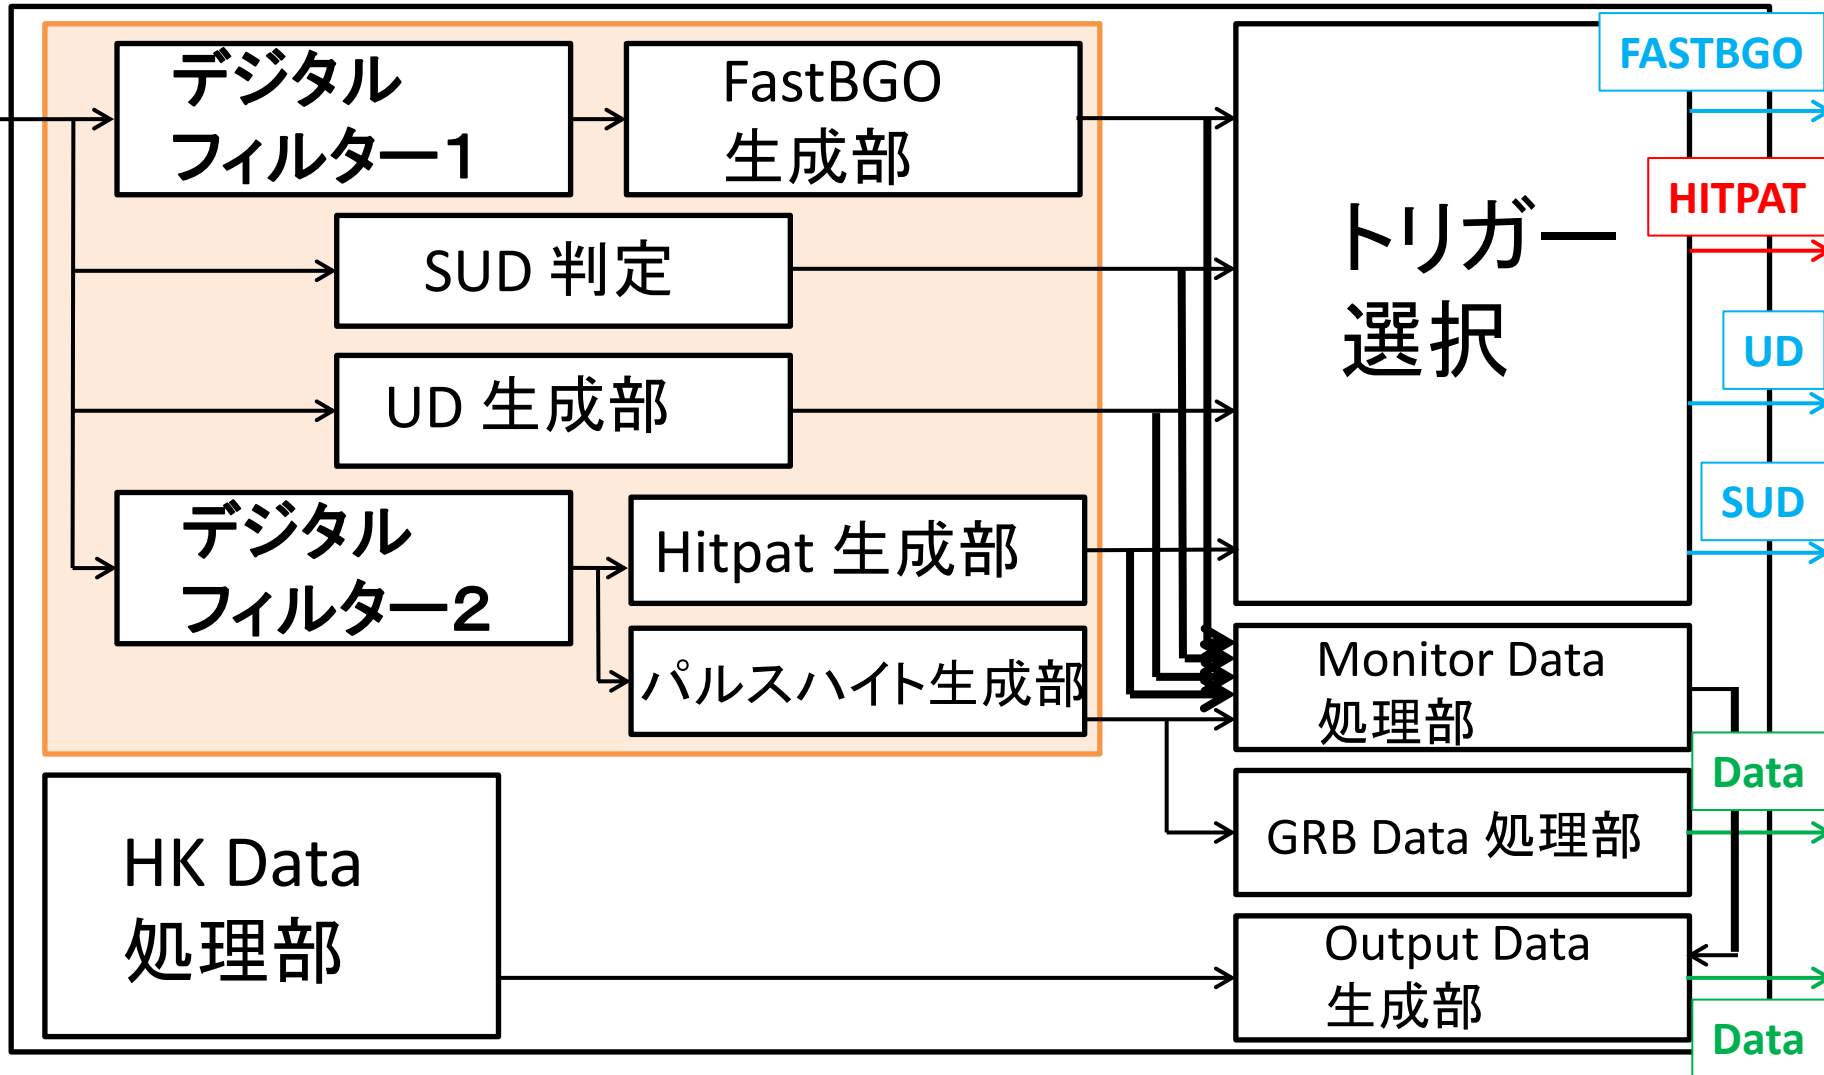 デジタル
フィルター１
FastBGO
生成部
SUD 判定
UD 生成部
デジタル
フィルター２
Hitpat 生成部
パルスハイト生成部
HK Data
処理部
トリガー
選択
Monitor Data
処理部
GRB Data 処理部
Output Data
生成部
FASTBGO
HITPAT
UD
SUD
Data
Data